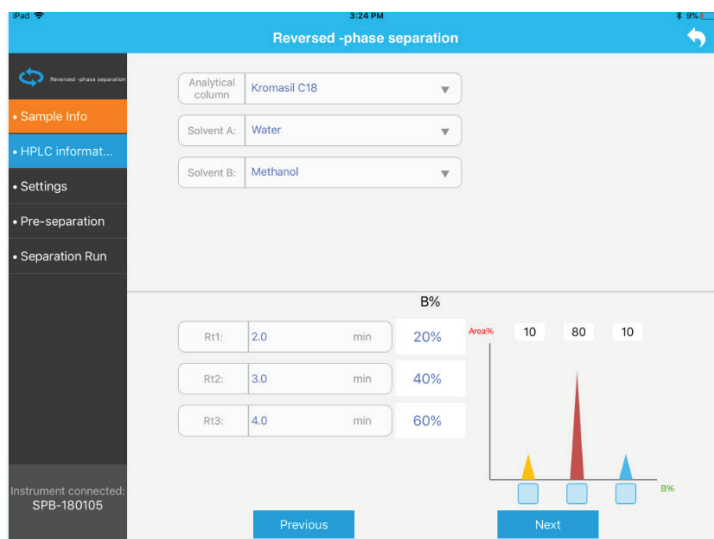 iPad 3:24 PM 9%
Reversed -phase separation
Reversed -phase separation
• Sample Info
• HPLC informat...
• Settings
• Pre-separation
• Separation Run
Instrument connected:
SPB-180105
Analytical column Kromasil C18
Solvent A: Water
Solvent B: Methanol
B%
Rt1: 2.0 min 20%
Rt2: 3.0 min 40%
Rt3: 4.0 min 60%
Area% 10 80 10
B%
Previous Next